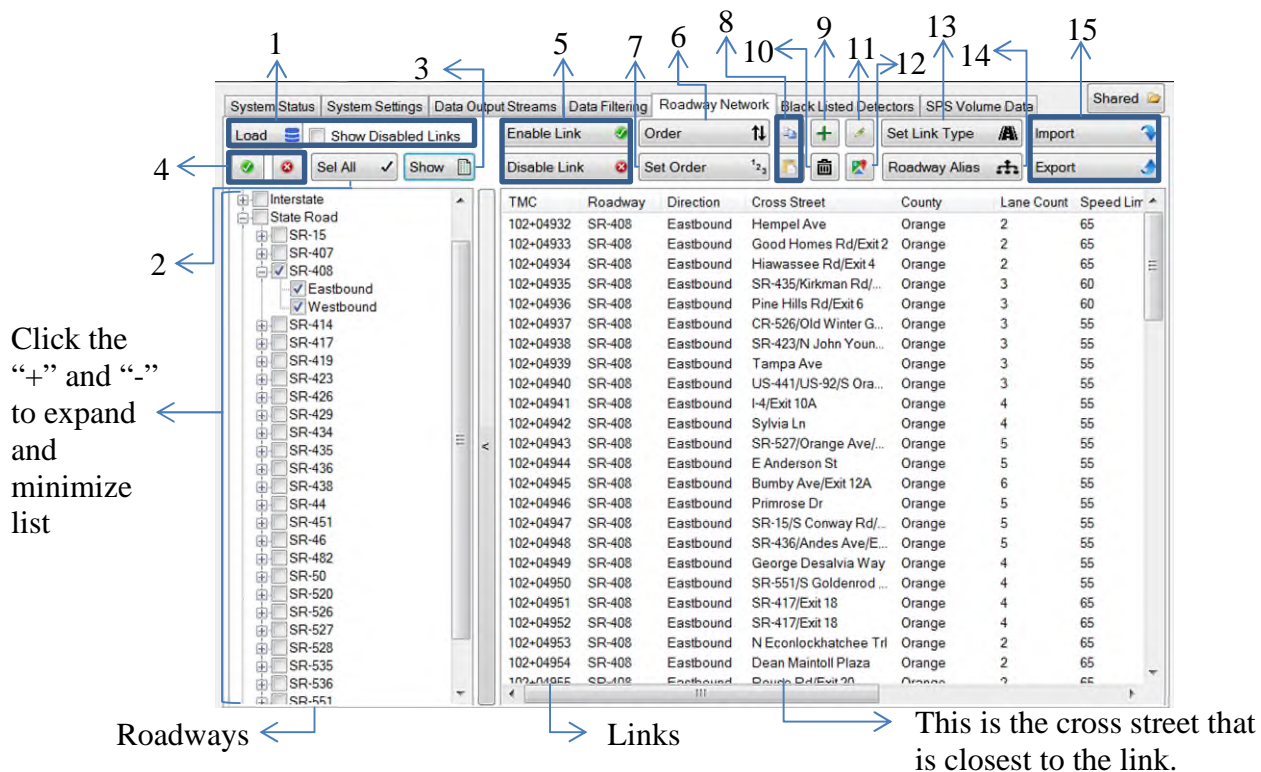 1 3 5 7 6 8 10 9 11 12 13 14 15
Shared
System Status System Settings Data Output Streams Data Filtering Roadway Network Black Listed Detectors SPS Volume Data
Load Show Disabled Links Enable Link Order Set Link Type Import
4 Sel All Show Disable Link Set Order Roadway Alias Export
2
Interstate
State Road
SR-15
SR-407
SR-408
Eastbound
Westbound
SR-414
SR-417
SR-419
SR-423
SR-426
SR-429
SR-434
SR-435
SR-436
SR-438
SR-44
SR-451
SR-46
SR-482
SR-50
SR-520
SR-526
SR-527
SR-528
SR-535
SR-536
SR-551
Click the
“+” and “-”
to expand
and
minimize
list
<
TMC Roadway Direction Cross Street County Lane Count Speed Lim
102+04932 SR-408 Eastbound Hempel Ave Orange 2 65
102+04933 SR-408 Eastbound Good Homes Rd/Exit 2 Orange 2 65
102+04934 SR-408 Eastbound Hiawassee Rd/Exit 4 Orange 2 65
102+04935 SR-408 Eastbound SR-435/Kirkman Rd/... Orange 3 60
102+04936 SR-408 Eastbound Pine Hills Rd/Exit 6 Orange 3 60
102+04937 SR-408 Eastbound CR-526/Old Winter G... Orange 3 55
102+04938 SR-408 Eastbound SR-423/N John Youn... Orange 3 55
102+04939 SR-408 Eastbound Tampa Ave Orange 3 55
102+04940 SR-408 Eastbound US-441/US-92/S Ora... Orange 3 55
102+04941 SR-408 Eastbound I-4/Exit 10A Orange 4 55
102+04942 SR-408 Eastbound Sylvia Ln Orange 4 55
102+04943 SR-408 Eastbound SR-527/Orange Ave/... Orange 5 55
102+04944 SR-408 Eastbound E Anderson St Orange 5 55
102+04945 SR-408 Eastbound Bumby Ave/Exit 12A Orange 6 55
102+04946 SR-408 Eastbound Primrose Dr Orange 5 55
102+04947 SR-408 Eastbound SR-15/S Conway Rd/... Orange 5 55
102+04948 SR-408 Eastbound SR-436/Andes Ave/E... Orange 5 55
102+04949 SR-408 Eastbound George Desalvia Way Orange 4 55
102+04950 SR-408 Eastbound SR-551/S Goldenrod ... Orange 4 55
102+04951 SR-408 Eastbound SR-417/Exit 18 Orange 4 65
102+04952 SR-408 Eastbound SR-417/Exit 18 Orange 4 65
102+04953 SR-408 Eastbound N Econlockhatchee Trl Orange 2 65
102+04954 SR-408 Eastbound Dean Maintoll Plaza Orange 2 65
102+04955 SR-408 Eastbound Rouse Rd/Exit 20 Orange 2 65
Roadways
Links
This is the cross street that
is closest to the link.